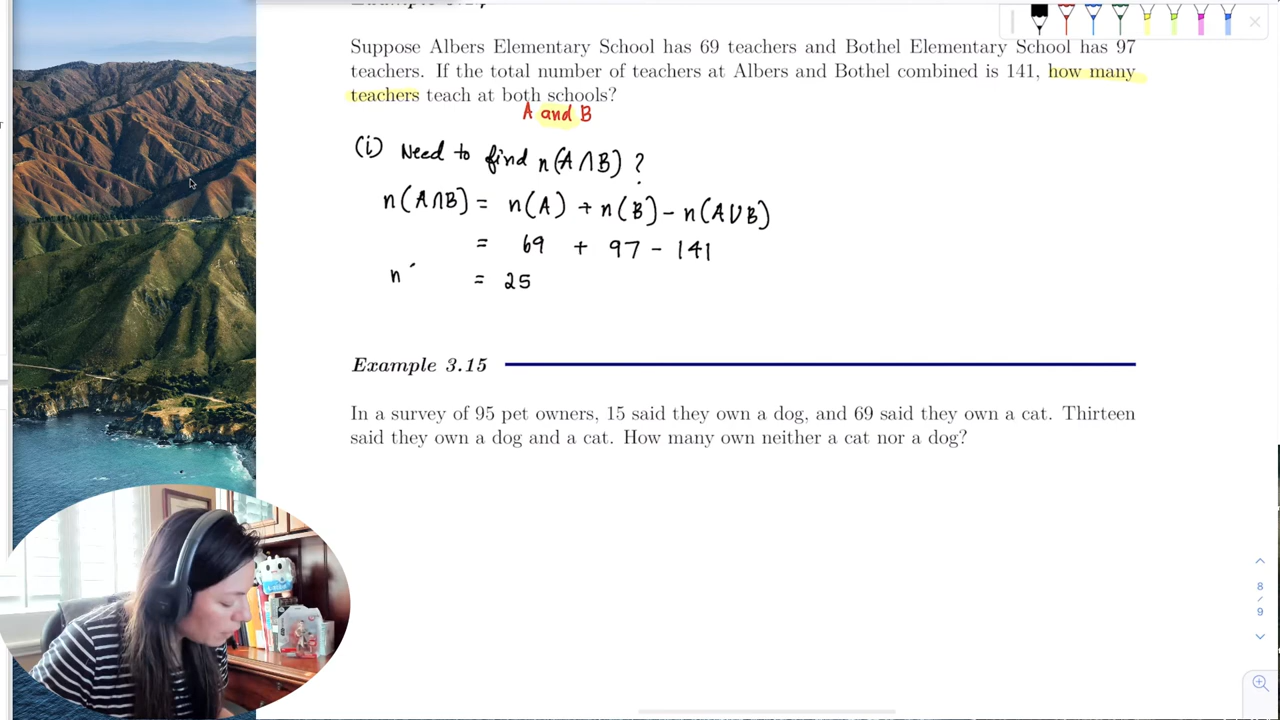 Suppose Albers Elementary School has 69 teachers and Bothel Elementary School has 97
teachers. If the total number of teachers at Albers and Bothel combined is 141, how many
teachers teach at both schools?
A and B
(i) Need to find n(A∩B)?
n(A∩B) = n(A) + n(B) - n(A∪B)
= 69 + 97 - 141
n = 25
Example 3.15
In a survey of 95 pet owners, 15 said they own a dog, and 69 said they own a cat. Thirteen
said they own a dog and a cat. How many own neither a cat nor a dog?
8
/
9